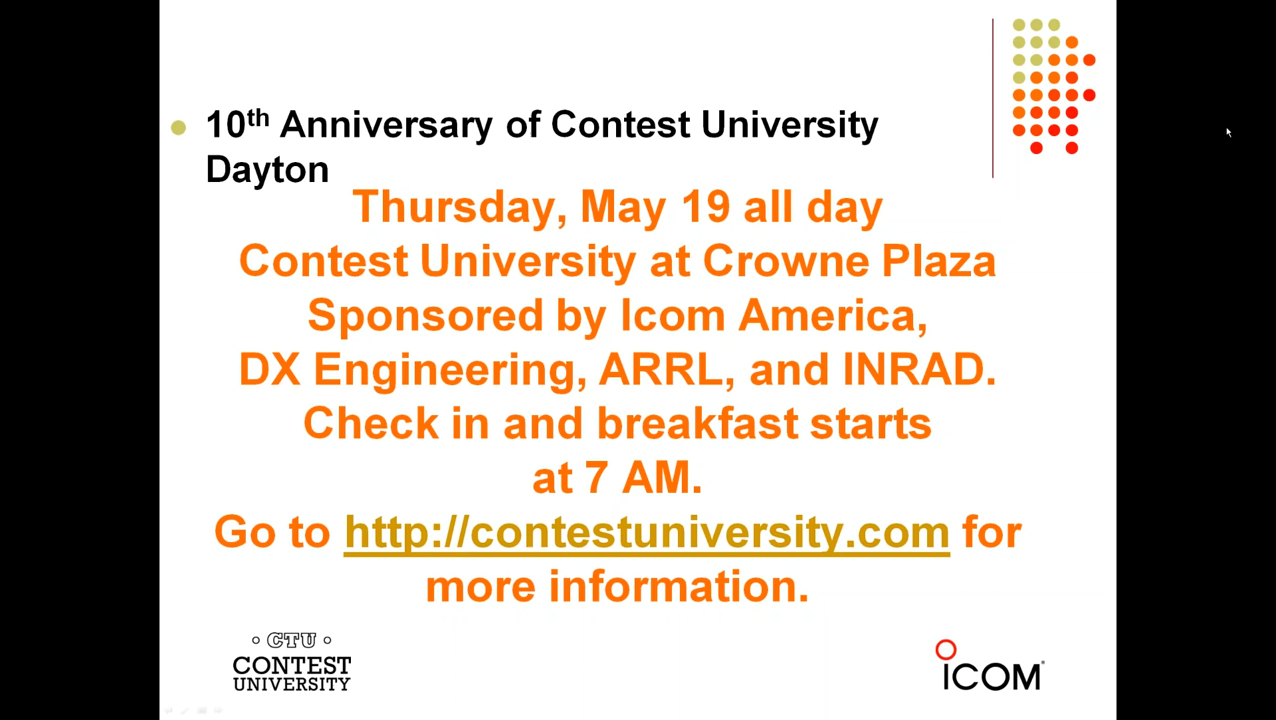 10th Anniversary of Contest University
Dayton
Thursday, May 19 all day
Contest University at Crowne Plaza
Sponsored by Icom America,
DX Engineering, ARRL, and INRAD.
Check in and breakfast starts
at 7 AM.
Go to http://contestuniversity.com for
more information.
· CTU ·
CONTEST
UNIVERSITY
ICOM